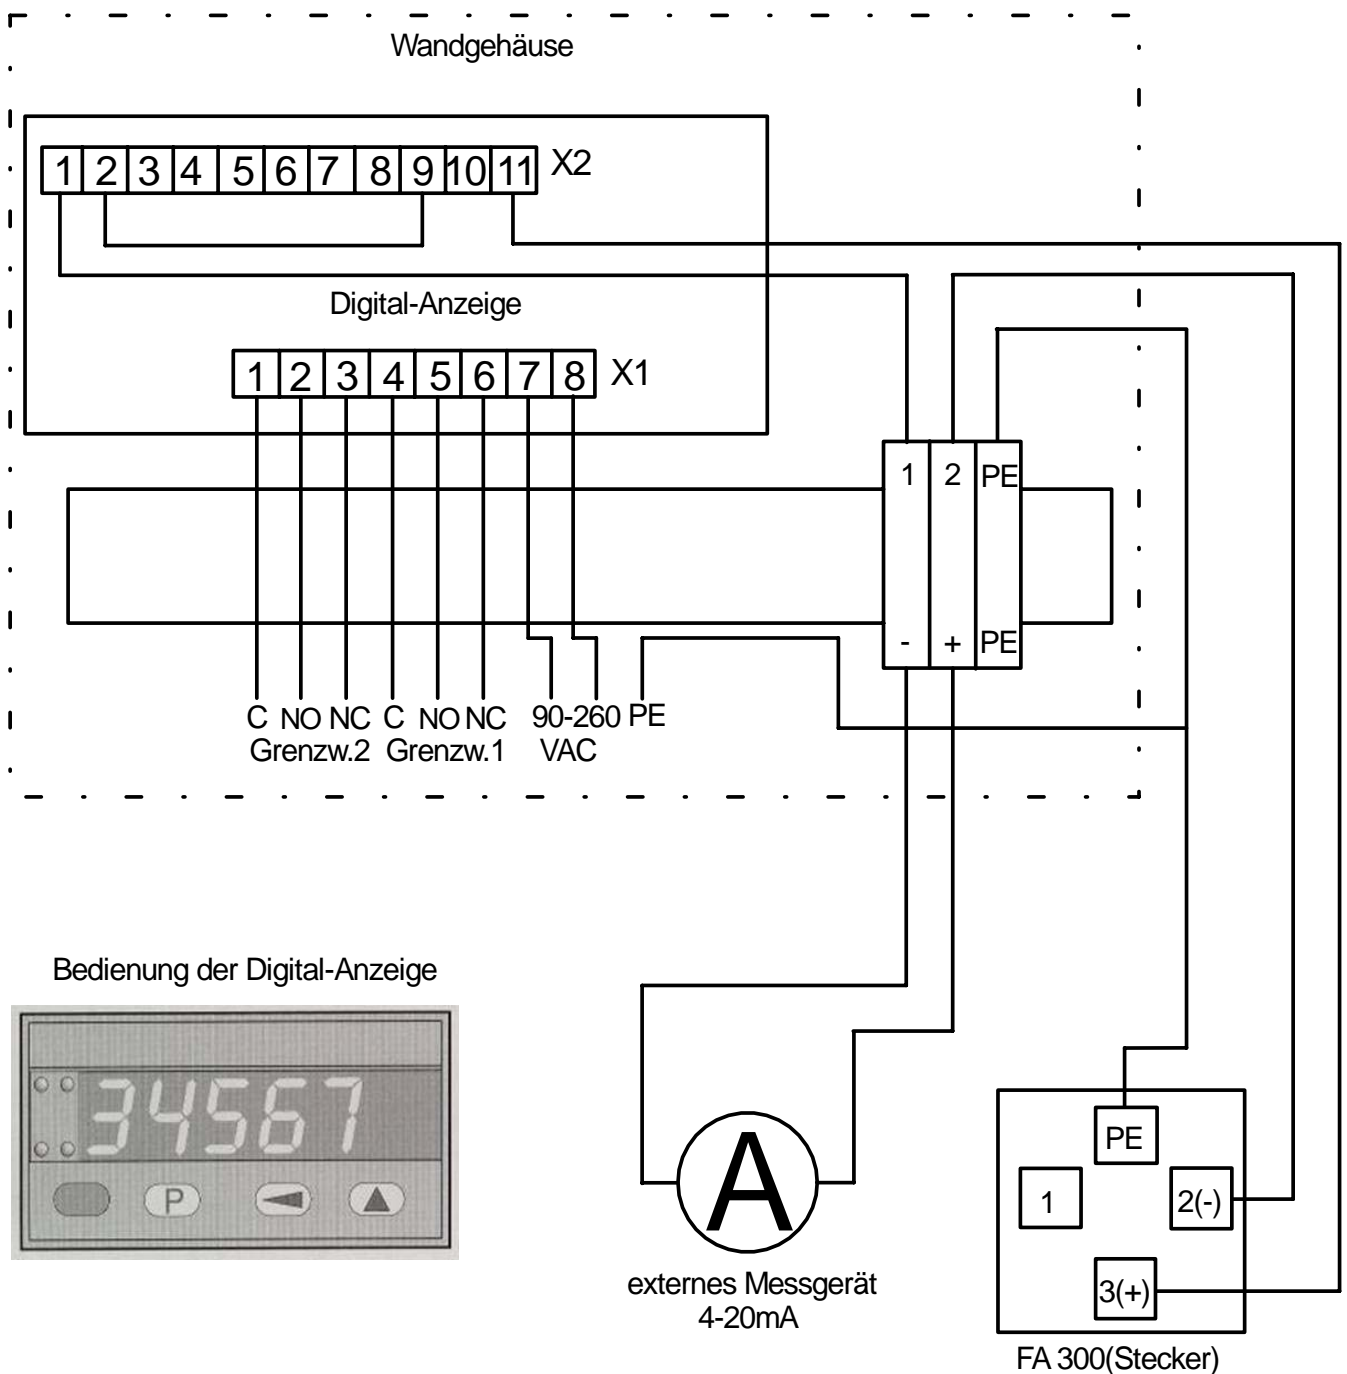 Wandgehäuse
1 2 3 4 5 6 7 8 9 10 11 X2
Digital-Anzeige
1 2 3 4 5 6 7 8 X1
1 2 PE
- + PE
C NO NC C NO NC 90-260 PE
Grenzw.2 Grenzw.1 VAC
Bedienung der Digital-Anzeige
34567
P
A
externes Messgerät
4-20mA
PE
1 2(-)
3(+)
FA 300(Stecker)